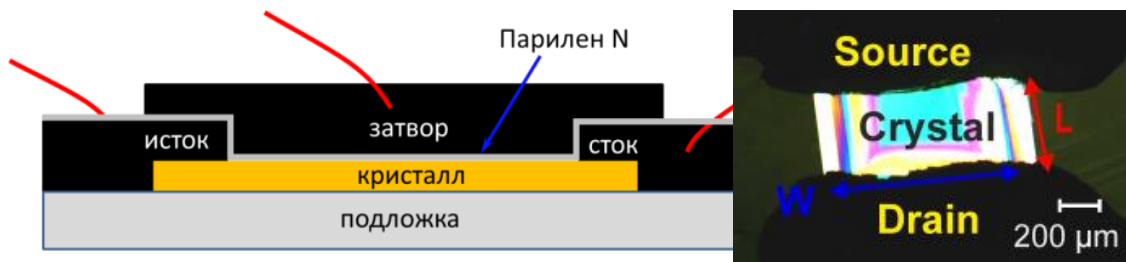 Парилен N
затвор
исток
сток
кристалл
подложка
Source
Crystal
L
W
Drain
200 µm